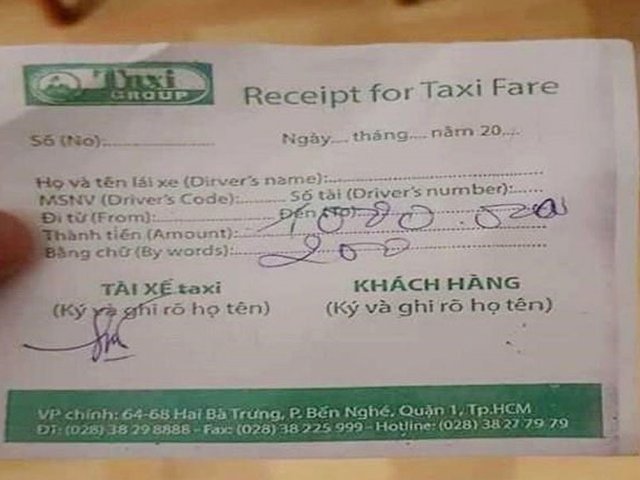 Taxi
GROUP
Receipt for Taxi Fare
Số (No):
Ngày.... tháng.... năm 20....
Họ và tên lái xe (Dirver's name):
MSNV (Driver's Code):....... Số tài (Driver's number):
Đi từ (From): Đến (To)
Thành tiền (Amount):
Bằng chữ (By words): 200
TÀI XẾ taxi KHÁCH HÀNG
(Ký và ghi rõ họ tên) (Ký và ghi rõ họ tên)
VP chính: 64-68 Hai Bà Trưng, P. Bến Nghé, Quận 1, Tp.HCM
ĐT: (028) 38 29 8888 - Fax: (028) 38 225 999 - Hotline: (028) 38 27 79 79